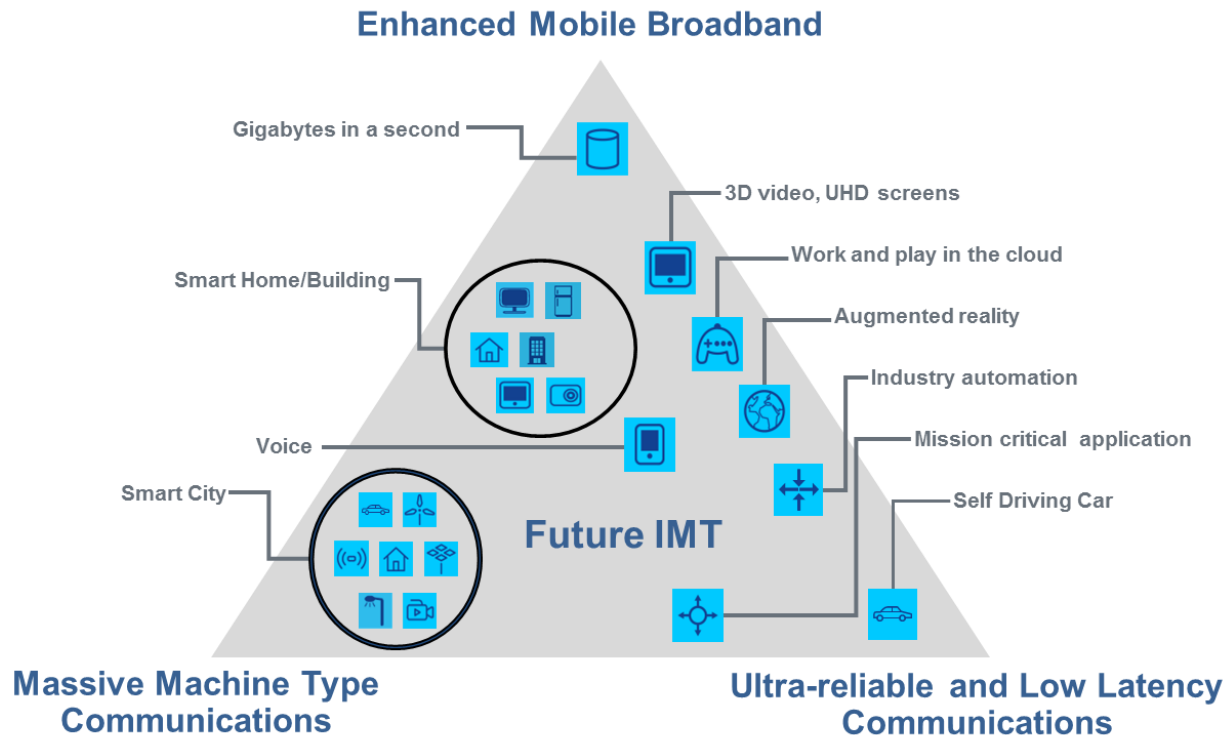 Enhanced Mobile Broadband
Gigabytes in a second
3D video, UHD screens
Work and play in the cloud
Smart Home/Building
Augmented reality
Industry automation
Mission critical application
Voice
Smart City
Self Driving Car
Future IMT
Massive Machine Type
Communications
Ultra-reliable and Low Latency
Communications